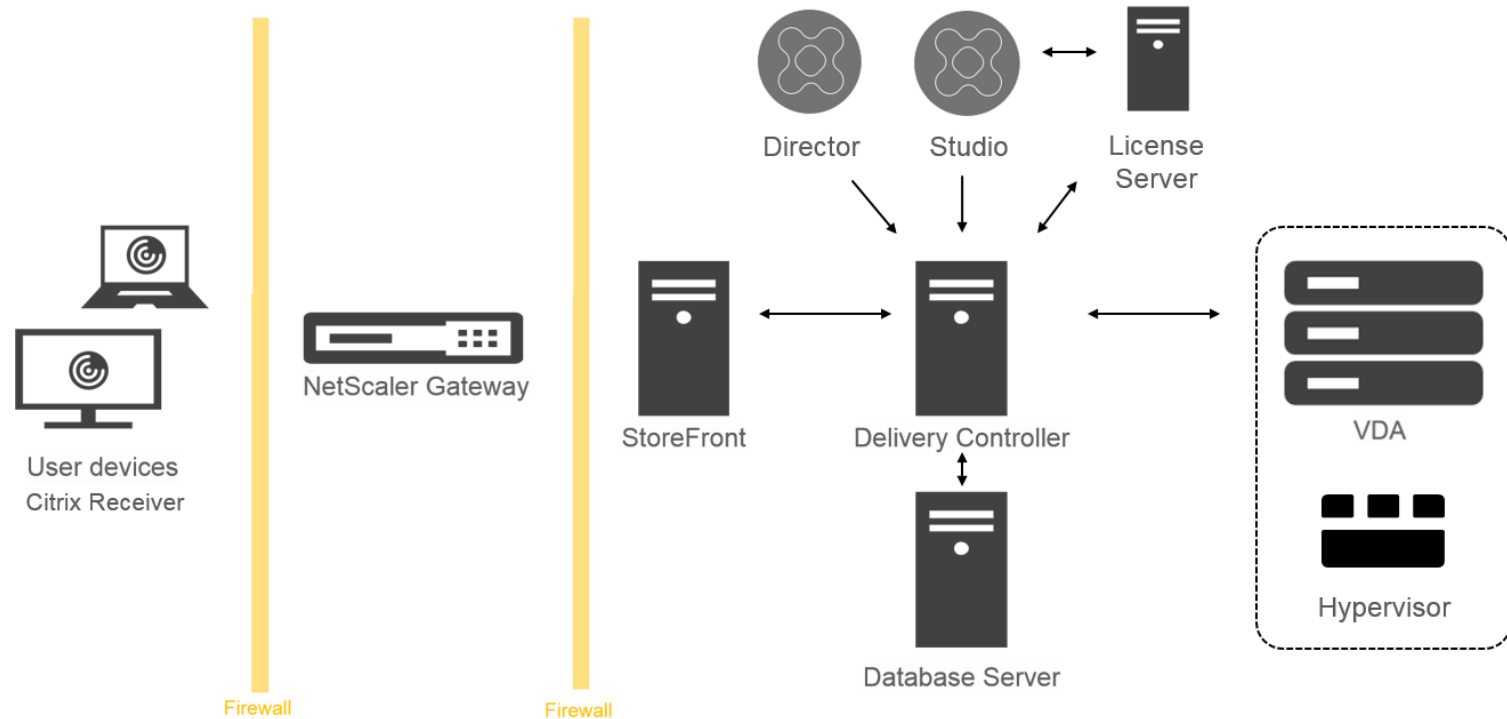 Director
Studio
License
Server
NetScaler Gateway
StoreFront
Delivery Controller
VDA
User devices
Citrix Receiver
Hypervisor
Database Server
Firewall
Firewall